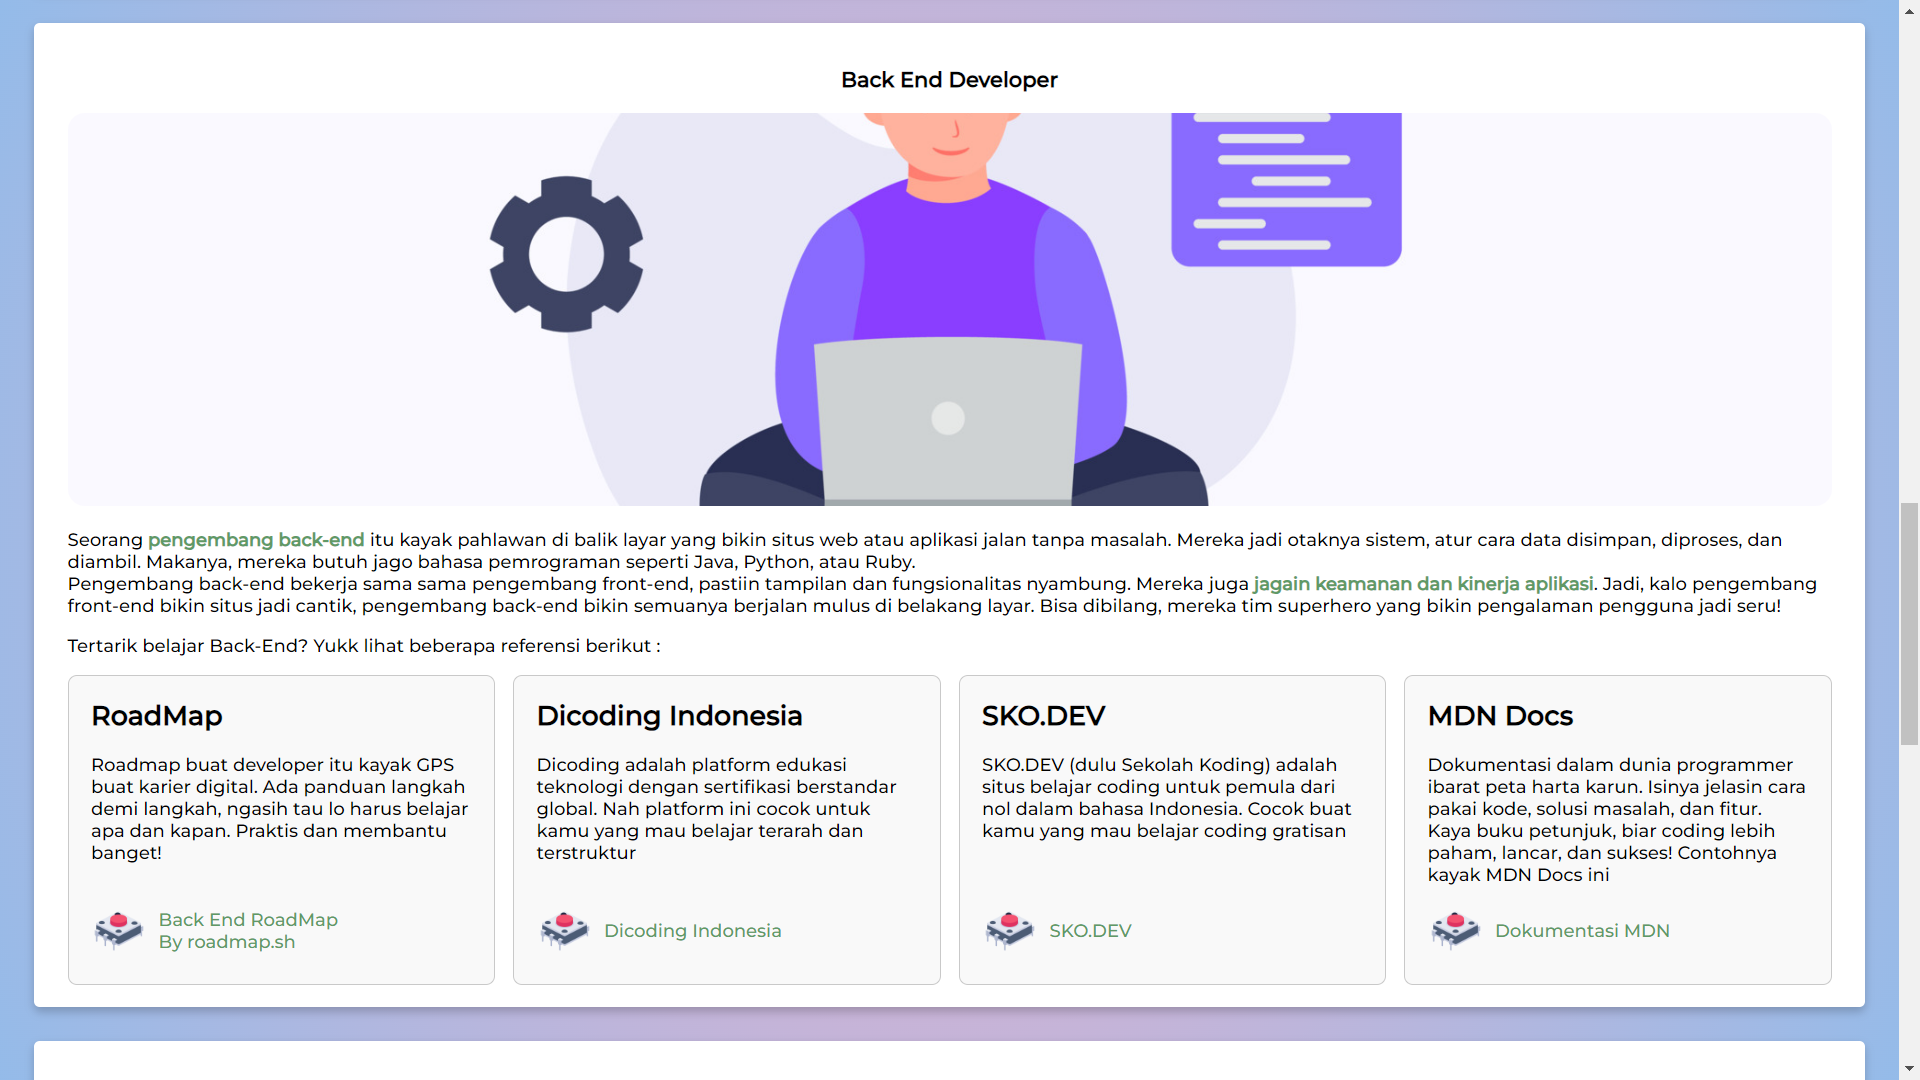 Back End Developer
Seorang pengembang back-end itu kayak pahlawan di balik layar yang bikin situs web atau aplikasi jalan tanpa masalah. Mereka jadi otaknya sistem, atur cara data disimpan, diproses, dan
diambil. Makanya, mereka butuh jago bahasa pemrograman seperti Java, Python, atau Ruby.
Pengembang back-end bekerja sama sama pengembang front-end, pastiin tampilan dan fungsionalitas nyambung. Mereka juga jagain keamanan dan kinerja aplikasi. Jadi, kalo pengembang
front-end bikin situs jadi cantik, pengembang back-end bikin semuanya berjalan mulus di belakang layar. Bisa dibilang, mereka tim superhero yang bikin pengalaman pengguna jadi seru!
Tertarik belajar Back-End? Yukk lihat beberapa referensi berikut :
RoadMap
Roadmap buat developer itu kayak GPS
buat karier digital. Ada panduan langkah
demi langkah, ngasih tau lo harus belajar
apa dan kapan. Praktis dan membantu
banget!
Back End RoadMap
By roadmap.sh
Dicoding Indonesia
Dicoding adalah platform edukasi
teknologi dengan sertifikasi berstandar
global. Nah platform ini cocok untuk
kamu yang mau belajar terarah dan
terstruktur
Dicoding Indonesia
SKO.DEV
SKO.DEV (dulu Sekolah Koding) adalah
situs belajar coding untuk pemula dari
nol dalam bahasa Indonesia. Cocok buat
kamu yang mau belajar coding gratisan
SKO.DEV
MDN Docs
Dokumentasi dalam dunia programmer
ibarat peta harta karun. Isinya jelasin cara
pakai kode, solusi masalah, dan fitur.
Kaya buku petunjuk, biar coding lebih
paham, lancar, dan sukses! Contohnya
kayak MDN Docs ini
Dokumentasi MDN